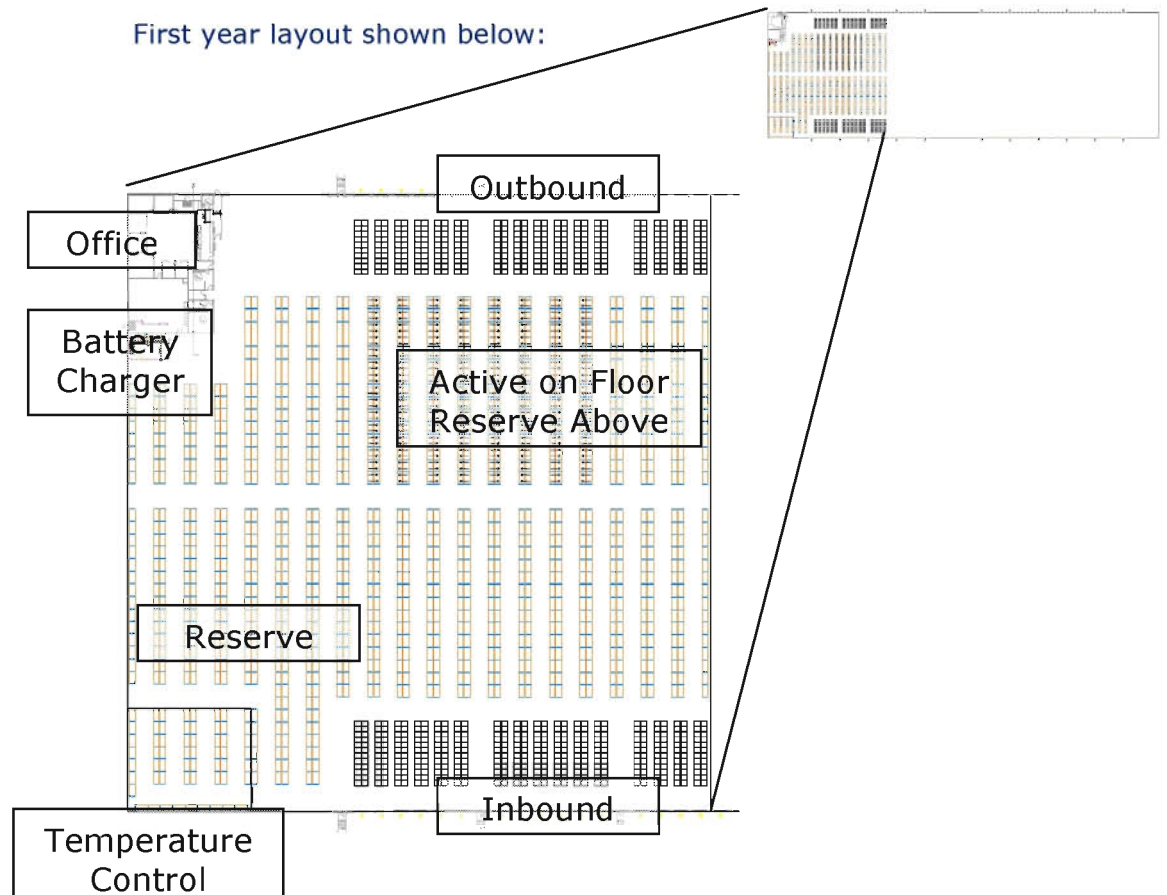 First year layout shown below:
Outbound
Office
Battery
Charger
Active on Floor
Reserve Above
Reserve
Inbound
Temperature
Control